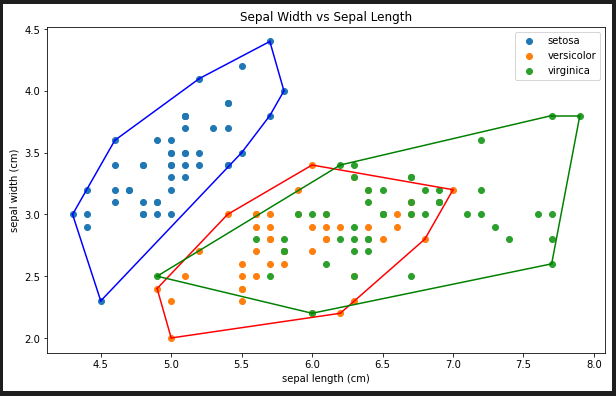 Sepal Width vs Sepal Length
setosa
versicolor
virginica
4.5
4.0
3.5
3.0
2.5
2.0
sepal width (cm)
4.5 5.0 5.5 6.0 6.5 7.0 7.5 8.0
sepal length (cm)